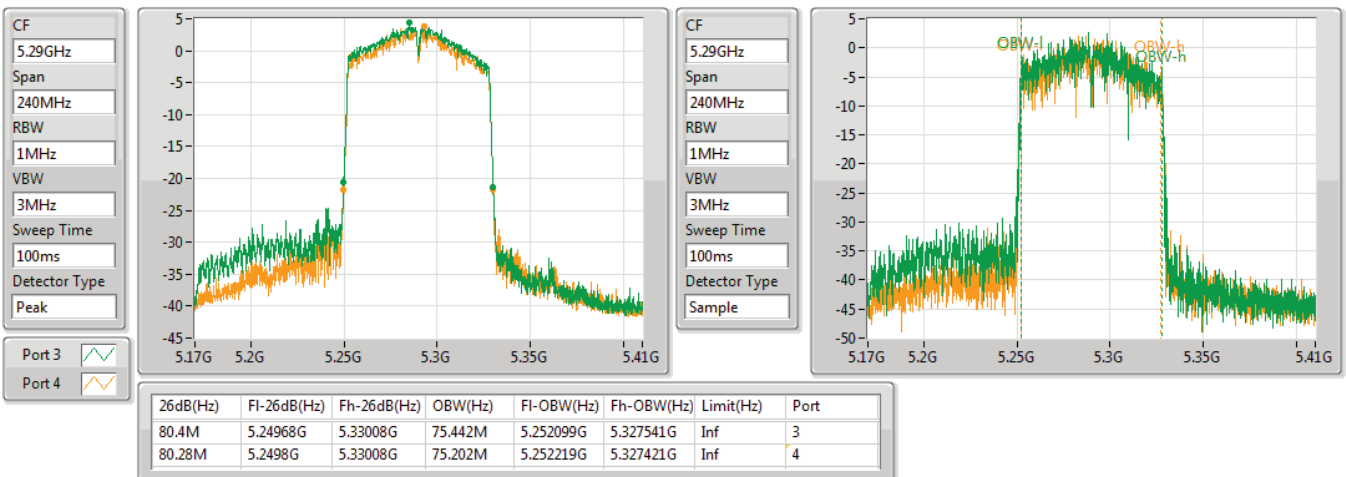 CF
5.29GHz
Span
240MHz
RBW
1MHz
VBW
3MHz
Sweep Time
100ms
Detector Type
Peak
Port 3
Port 4
5
0
-5
-10
-15
-20
-25
-30
-35
-40
-45
5.17G 5.2G 5.25G 5.3G 5.35G 5.41G
CF
5.29GHz
Span
240MHz
RBW
1MHz
VBW
3MHz
Sweep Time
100ms
Detector Type
Sample
5
0
-5
-10
-15
-20
-25
-30
-35
-40
-45
-50
OBW-l
OBW-h
OBW-h
5.17G 5.2G 5.25G 5.3G 5.35G 5.41G
26dB(Hz) Fl-26dB(Hz) Fh-26dB(Hz) OBW(Hz) Fl-OBW(Hz) Fh-OBW(Hz) Limit(Hz) Port
80.4M 5.24968G 5.33008G 75.442M 5.252099G 5.327541G Inf 3
80.28M 5.2498G 5.33008G 75.202M 5.252219G 5.327421G Inf 4